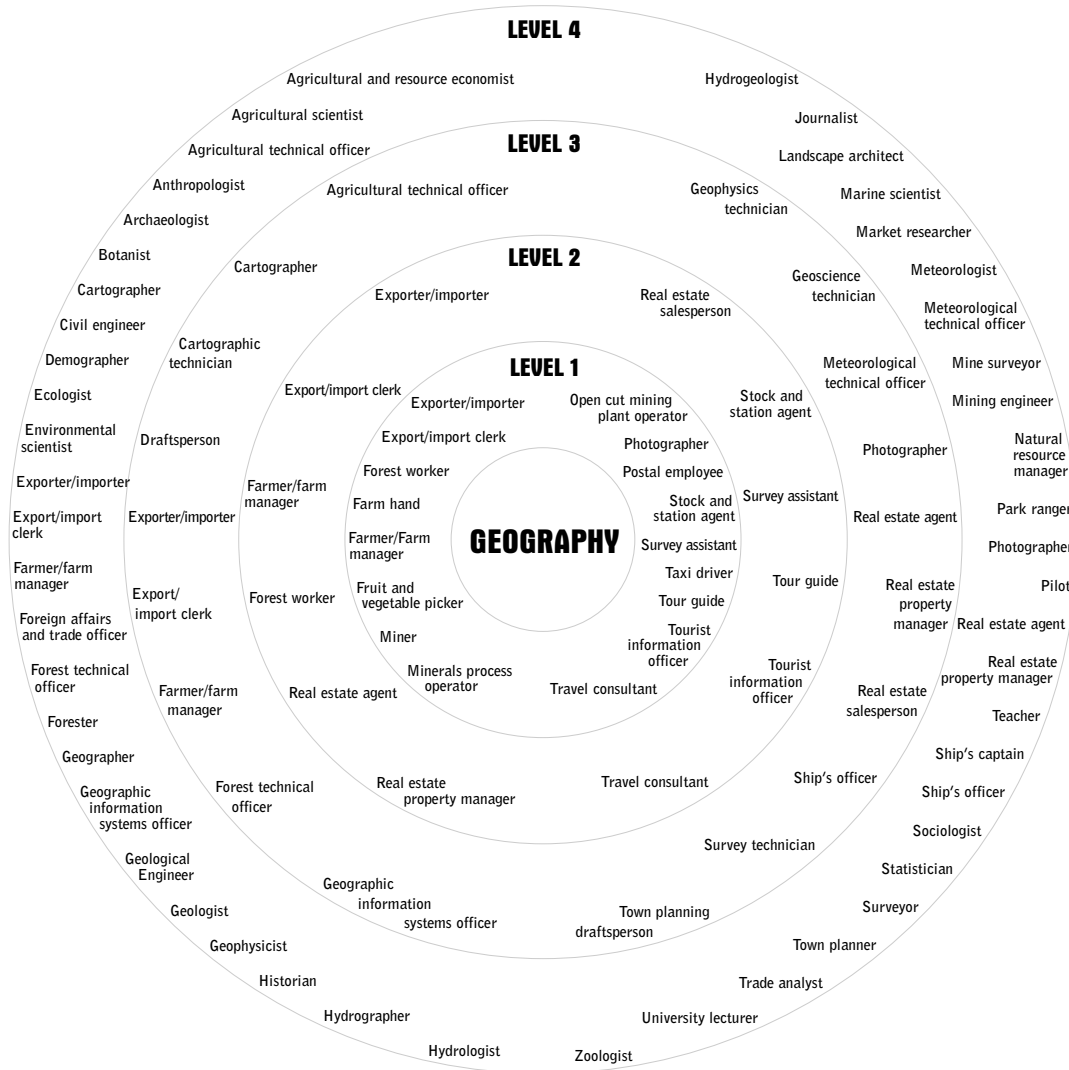 LEVEL 4
Agricultural and resource economist
Agricultural scientist
Agricultural technical officer
Anthropologist
Archaeologist
Botanist
Cartographer
Civil engineer
Demographer
Ecologist
Environmental
scientist
Exporter/importer
Export/import
clerk
Farmer/farm
manager
Foreign affairs
and trade officer
Forest technical
officer
Forester
Geographer
Geographic
information
systems officer
Geological
Engineer
Geologist
Geophysicist
Historian
Hydrographer
Hydrologist
Hydrogeologist
Journalist
Landscape architect
Marine scientist
Market researcher
Meteorologist
Meteorological
technical officer
Mine surveyor
Mining engineer
Natural
resource
manager
Park ranger
Photographer
Pilot
Real estate agent
Real estate
property manager
Teacher
Ship's captain
Ship's officer
Sociologist
Statistician
Surveyor
Town planner
Trade analyst
University lecturer
Zoologist
LEVEL 3
Agricultural technical officer
Cartographer
Cartographic
technician
Draftsperson
Exporter/importer
Export/
import clerk
Farmer/farm
manager
Forest technical
officer
Geographic
information
systems officer
Geophysics
technician
Geoscience
technician
Meteorological
technical officer
Photographer
Real estate agent
Real estate
property
manager
Real estate
salesperson
Ship's officer
Survey technician
Town planning
draftsperson
LEVEL 2
Exporter/importer
Export/import clerk
Farmer/farm
manager
Forest worker
Real estate agent
Real estate
property manager
Real estate
salesperson
Stock and
station agent
Survey assistant
Tour guide
Tourist
information
officer
Travel consultant
LEVEL 1
Exporter/importer
Export/import clerk
Forest worker
Farm hand
Farmer/Farm
manager
Fruit and
vegetable picker
Miner
Minerals process
operator
Open cut mining
plant operator
Photographer
Postal employee
Stock and
station agent
Survey assistant
Taxi driver
Tour guide
Tourist
information
officer
Travel consultant
GEOGRAPHY